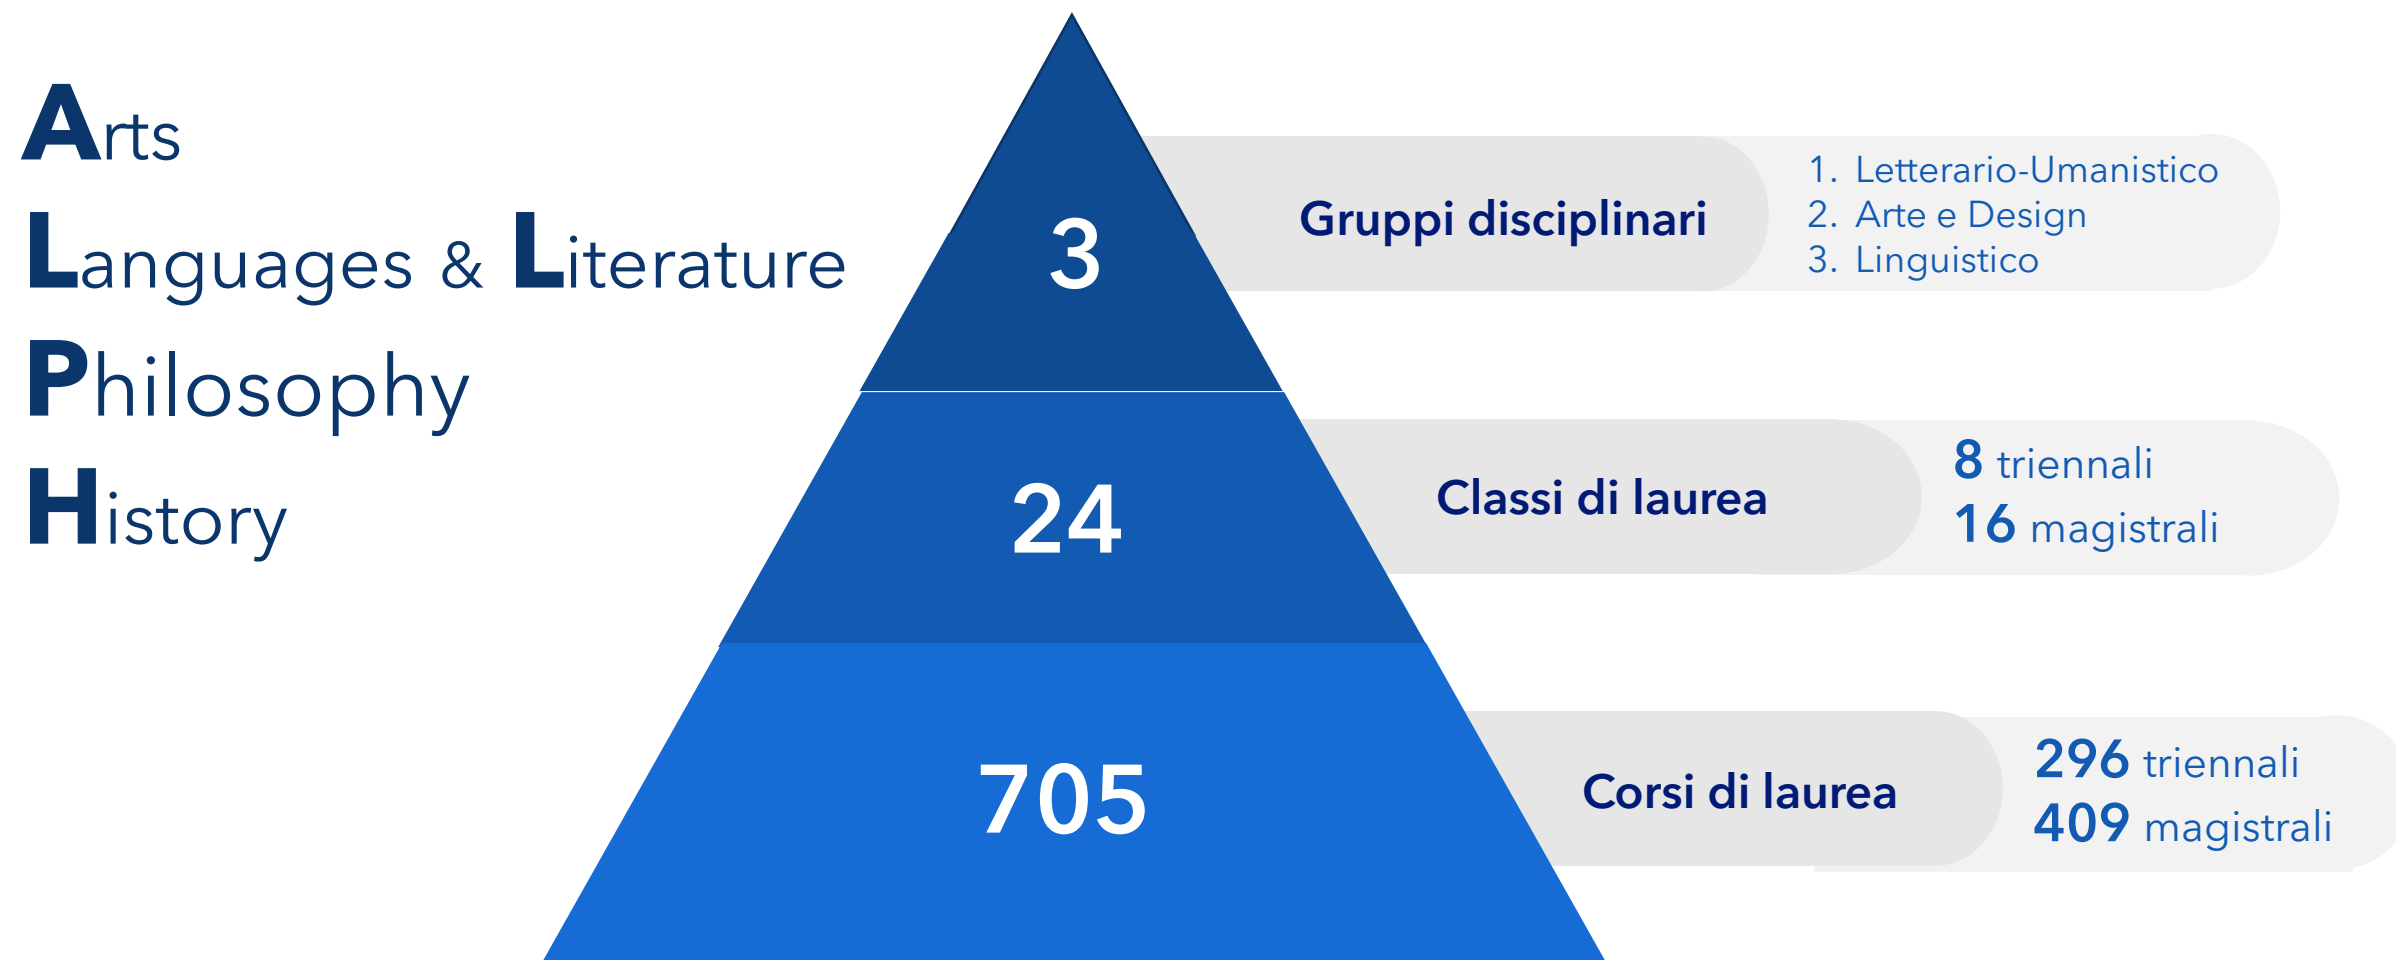 Arts
Languages & Literature
Philosophy
History
3
Gruppi disciplinari
1. Letterario-Umanistico
2. Arte e Design
3. Linguistico
24
Classi di laurea
8 triennali
16 magistrali
705
Corsi di laurea
296 triennali
409 magistrali